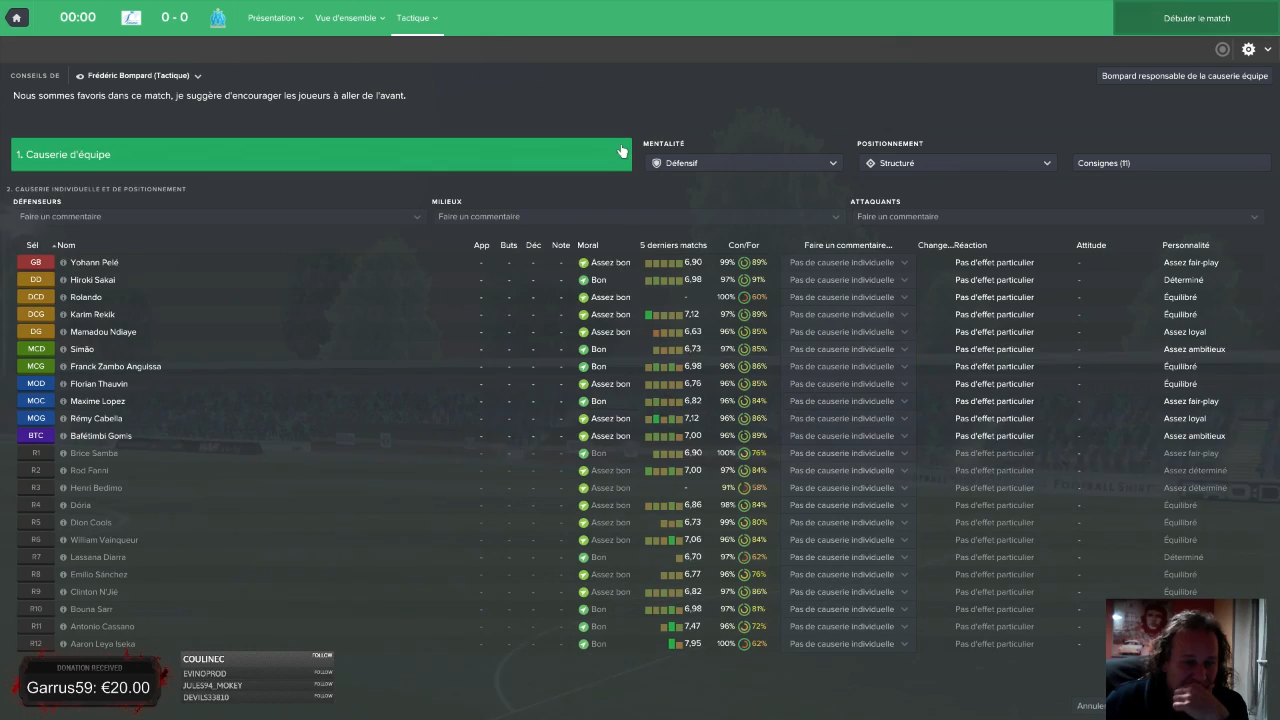 00:00 0 - 0 Présentation Vue d'ensemble Tactique Débuter le match
CONSEILS DE Frédéric Bompard (Tactique) Bompard responsable de la causerie équipe
Nous sommes favoris dans ce match, je suggère d'encourager les joueurs à aller de l'avant.
MENTALITÉ POSITIONNEMENT
1. Causerie d'équipe Défensif Structuré Consignes (11)
2. CAUSERIE INDIVIDUELLE ET DE POSITIONNEMENT
DÉFENSEURS MILIEUX ATTAQUANTS
Faire un commentaire Faire un commentaire Faire un commentaire
Sél Nom App Buts Déc Note Moral 5 derniers matchs Con/For Faire un commentaire... Change... Réaction Attitude Personnalité
GB Yohann Pelé - - - - Assez bon 6,90 99% 89% Pas de causerie individuelle Pas d'effet particulier - Assez fair-play
DD Hiroki Sakai - - - - Bon 6,98 97% 91% Pas de causerie individuelle Pas d'effet particulier - Déterminé
DCD Rolando - - - - Assez bon - 100% 60% Pas de causerie individuelle Pas d'effet particulier - Équilibré
DCG Karim Rekik - - - - Assez bon 7,12 97% 89% Pas de causerie individuelle Pas d'effet particulier - Équilibré
DG Mamadou Ndiaye - - - - Assez bon 6,63 96% 85% Pas de causerie individuelle Pas d'effet particulier - Assez loyal
MCD Simão - - - - Bon 6,73 97% 85% Pas de causerie individuelle Pas d'effet particulier - Assez ambitieux
MCG Franck Zambo Anguissa - - - - Bon 6,98 96% 86% Pas de causerie individuelle Pas d'effet particulier - Équilibré
MOD Florian Thauvin - - - - Assez bon 6,76 96% 85% Pas de causerie individuelle Pas d'effet particulier - Équilibré
MOC Maxime Lopez - - - - Bon 6,82 96% 84% Pas de causerie individuelle Pas d'effet particulier - Assez fair-play
MOG Rémy Cabella - - - - Assez bon 7,12 96% 86% Pas de causerie individuelle Pas d'effet particulier - Assez loyal
BTC Bafétimbi Gomis - - - - Assez bon 7,00 96% 89% Pas de causerie individuelle Pas d'effet particulier - Assez ambitieux
R1 Brice Samba - - - - Bon 6,90 100% 76% Pas de causerie individuelle Pas d'effet particulier - Assez fair-play
R2 Rod Fanni - - - - Assez bon 7,00 97% 84% Pas de causerie individuelle Pas d'effet particulier - Assez déterminé
R3 Henri Bedimo - - - - Assez bon - 91% 58% Pas de causerie individuelle Pas d'effet particulier - Assez déterminé
R4 Dória - - - - Assez bon 6,86 98% 84% Pas de causerie individuelle Pas d'effet particulier - Équilibré
R5 Dion Cools - - - - Assez bon 6,73 99% 80% Pas de causerie individuelle Pas d'effet particulier - Équilibré
R6 William Vainqueur - - - - Assez bon 7,06 96% 84% Pas de causerie individuelle Pas d'effet particulier - Équilibré
R7 Lassana Diarra - - - - Bon 6,70 97% 62% Pas de causerie individuelle Pas d'effet particulier - Déterminé
R8 Emilio Sánchez - - - - Assez bon 6,77 96% 76% Pas de causerie individuelle Pas d'effet particulier - Équilibré
R9 Clinton N'Jié - - - - Assez bon 6,82 97% 86% Pas de causerie individuelle Pas d'effet particulier - Équilibré
R10 Bouna Sarr - - - - Bon 6,98 97% 81% Pas de causerie individuelle Pas d'effet particulier - Équilibré
R11 Antonio Cassano - - - - Bon 7,47 96% 72% Pas de causerie individuelle Pas d'effet particulier -
R12 Aaron Leya Iseka - - - - Bon 7,95 100% 62% Pas de causerie individuelle Pas d'effet particulier -
COULINEC FOLLOW
DONATION RECEIVED EVINOPROD FOLLOW
Garrus59: €20.00 JULES94_MOKEY FOLLOW
DEVILS33810 FOLLOW
Annuler